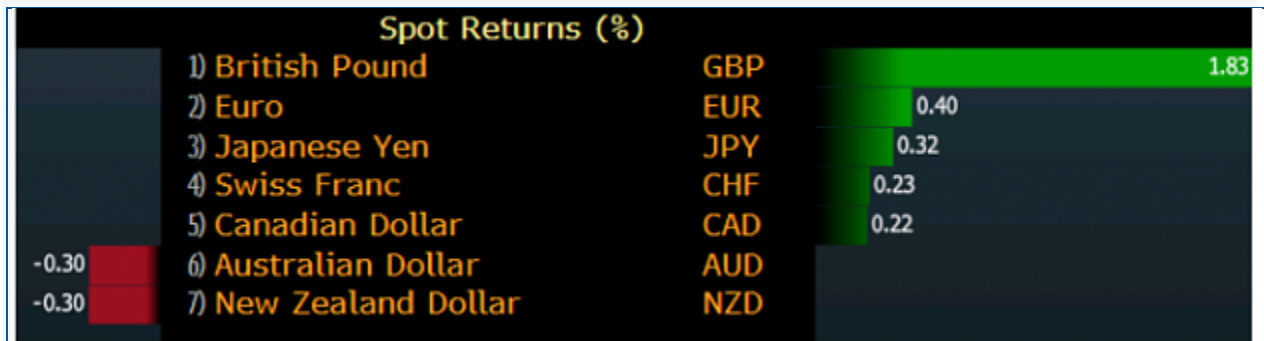 Spot Returns (%)
1) British Pound GBP 1.83
2) Euro EUR 0.40
3) Japanese Yen JPY 0.32
4) Swiss Franc CHF 0.23
5) Canadian Dollar CAD 0.22
-0.30 6) Australian Dollar AUD
-0.30 7) New Zealand Dollar NZD